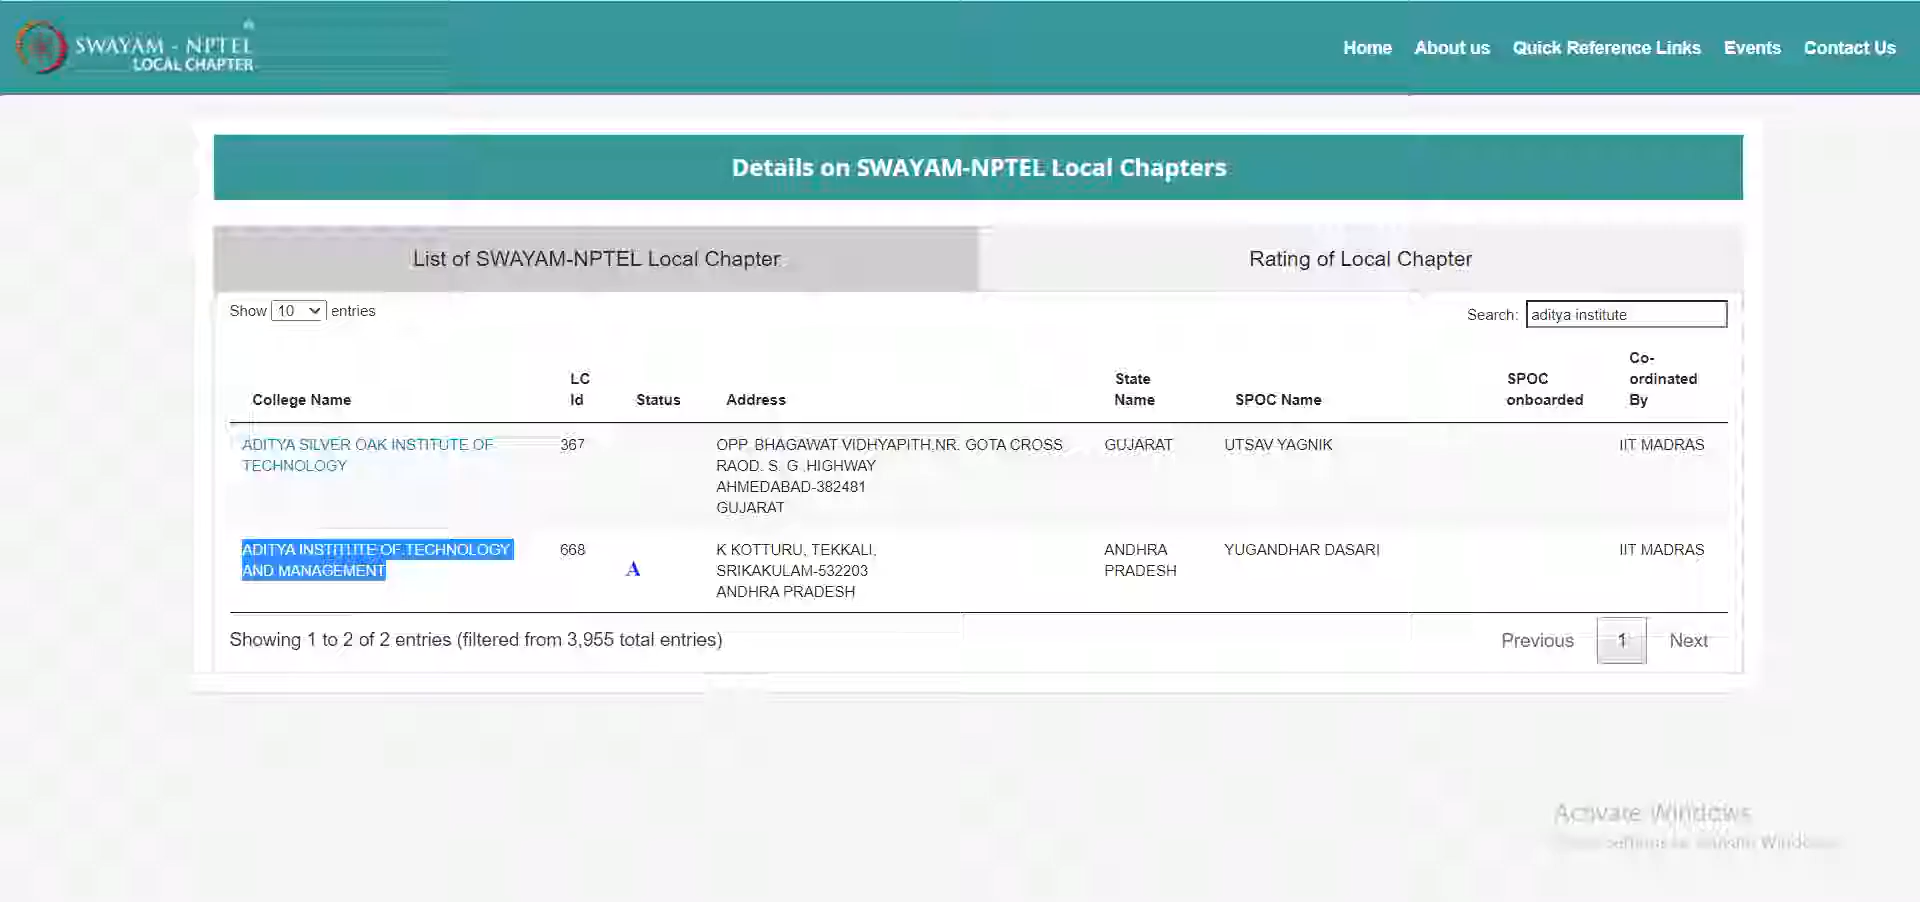 SWAYAM - NPTEL
LOCAL CHAPTER
Home About us Quick Reference Links Events Contact Us
Details on SWAYAM-NPTEL Local Chapters
List of SWAYAM-NPTEL Local Chapter Rating of Local Chapter
Show 10 entries Search: aditya institute
College Name LC Id Status Address State Name SPOC Name SPOC onboarded Co-ordinated By
ADITYA SILVER OAK INSTITUTE OF 367 OPP. BHAGAWAT VIDHYAPITH,NR. GOTA CROSS GUJARAT UTSAV YAGNIK IIT MADRAS
TECHNOLOGY RAOD. S. G .HIGHWAY
AHMEDABAD-382481
GUJARAT
ADITYA INSTITUTE OF TECHNOLOGY 668 K KOTTURU, TEKKALI, ANDHRA YUGANDHAR DASARI IIT MADRAS
AND MANAGEMENT A SRIKAKULAM-532203 PRADESH
ANDHRA PRADESH
Showing 1 to 2 of 2 entries (filtered from 3,955 total entries) Previous 1 Next
Activate Windows